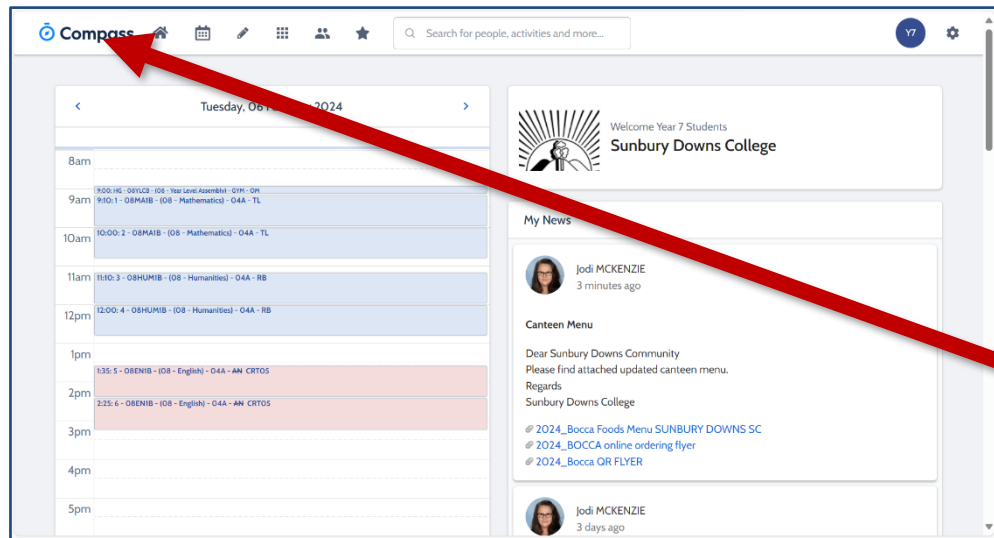 Compass
Search for people, activities and more...
Y7
Tuesday, 06 2024
8am
9:00: HG - 08YLCB - (08 - Year Level Assembly) - GYM - OM
9am
9:10: 1 - 08MA1B - (08 - Mathematics) - 04A - TL
10:00: 2 - 08MA1B - (08 - Mathematics) - 04A - TL
10am
11am
11:10: 3 - 08HUM1B - (08 - Humanities) - 04A - RB
12:00: 4 - 08HUM1B - (08 - Humanities) - 04A - RB
12pm
1pm
1:35: 5 - 08EN1B - (08 - English) - 04A - AN CRTOS
2pm
2:25: 6 - 08EN1B - (08 - English) - 04A - AN CRTOS
3pm
4pm
5pm
Welcome Year 7 Students
Sunbury Downs College
My News
Jodi MCKENZIE
3 minutes ago
Canteen Menu
Dear Sunbury Downs Community
Please find attached updated canteen menu.
Regards
Sunbury Downs College
2024_Bocca Foods Menu SUNBURY DOWNS SC
2024_BOCCA online ordering flyer
2024_Bocca QR FLYER
Jodi MCKENZIE
3 days ago